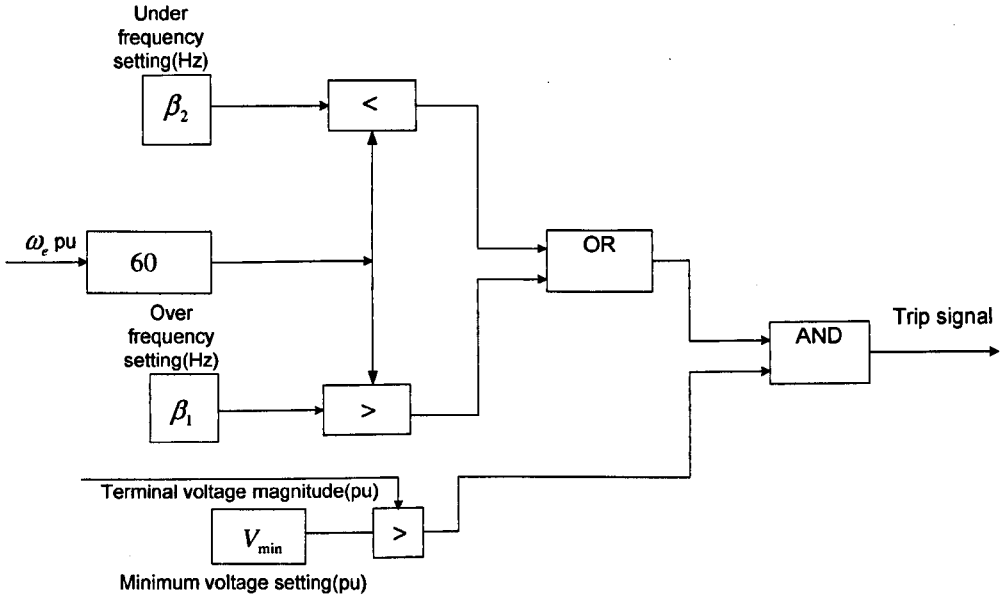 Under
frequency
setting(Hz)
β₂
<
ωₑ pu
60
OR
Over
frequency
setting(Hz)
Trip signal
AND
β₁
>
Terminal voltage magnitude(pu)
V_min
>
Minimum voltage setting(pu)